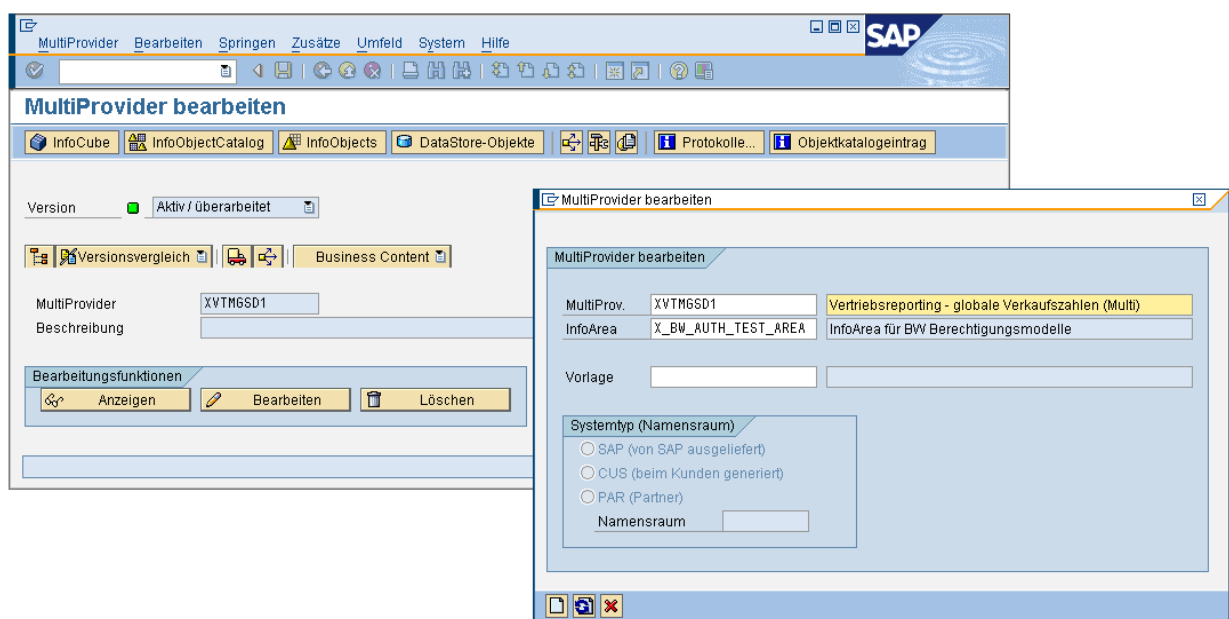 MultiProvider Bearbeiten Springen Zusätze Umfeld System Hilfe
SAP
MultiProvider bearbeiten
InfoCube InfoObjectCatalog InfoObjects DataStore-Objekte Protokolle... Objektkatalogeintrag
Version Aktiv / überarbeitet
Versionsvergleich Business Content
MultiProvider XVTMGSD1
Beschreibung
Bearbeitungsfunktionen
Anzeigen Bearbeiten Löschen
MultiProvider bearbeiten
MultiProvider bearbeiten
MultiProv. XVTMGSD1 Vertriebsreporting - globale Verkaufszahlen (Multi)
InfoArea X_BW_AUTH_TEST_AREA InfoArea für BW Berechtigungsmodelle
Vorlage
Systemtyp (Namensraum)
SAP (von SAP ausgeliefert)
CUS (beim Kunden generiert)
PAR (Partner)
Namensraum